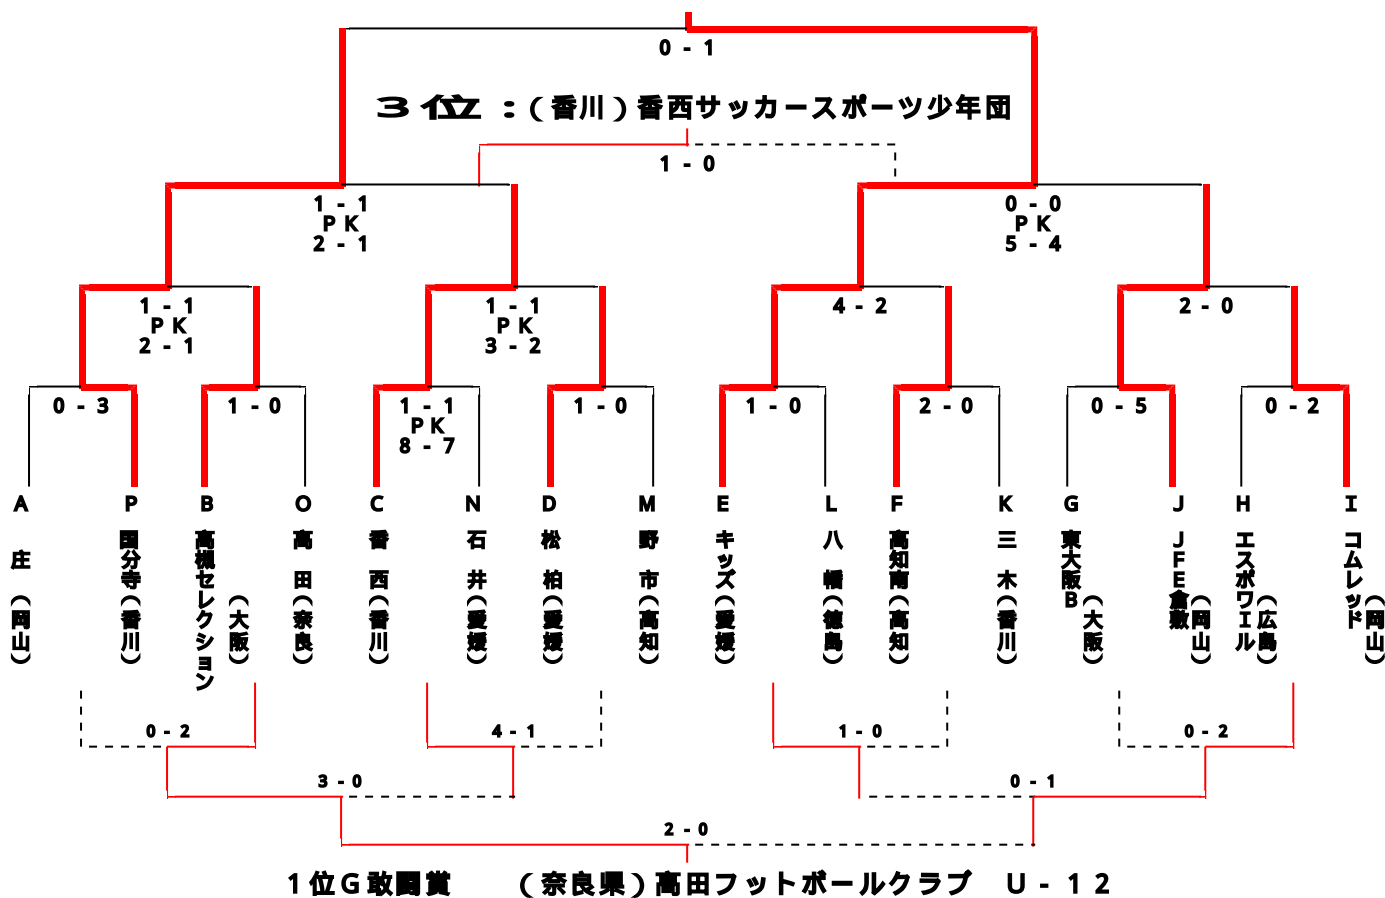 0 - 1
3位：（香川）香西サッカースポーツ少年団
1 - 0
1 - 1
PK
2 - 1
0 - 0
PK
5 - 4
1 - 1
PK
2 - 1
1 - 1
PK
3 - 2
4 - 2
2 - 0
0 - 3
1 - 0
1 - 1
PK
8 - 7
1 - 0
1 - 0
2 - 0
0 - 5
0 - 2
A
P
B
O
C
N
D
M
E
L
F
K
G
J
H
I
庄（岡山）
国分寺（香川）
高槻セレクション
（大阪）
高田（奈良）
香西（香川）
石井（愛媛）
松柏（愛媛）
野市（高知）
キッズ（愛媛）
八幡（徳島）
高知南（高知）
三木（香川）
東大阪B
（大阪）
JFE倉敷
（岡山）
エスポワエル
（広島）
コムレッド
（岡山）
0 - 2
4 - 1
1 - 0
0 - 2
3 - 0
0 - 1
2 - 0
1位G敢闘賞　（奈良県）高田フットボールクラブ　U - 12